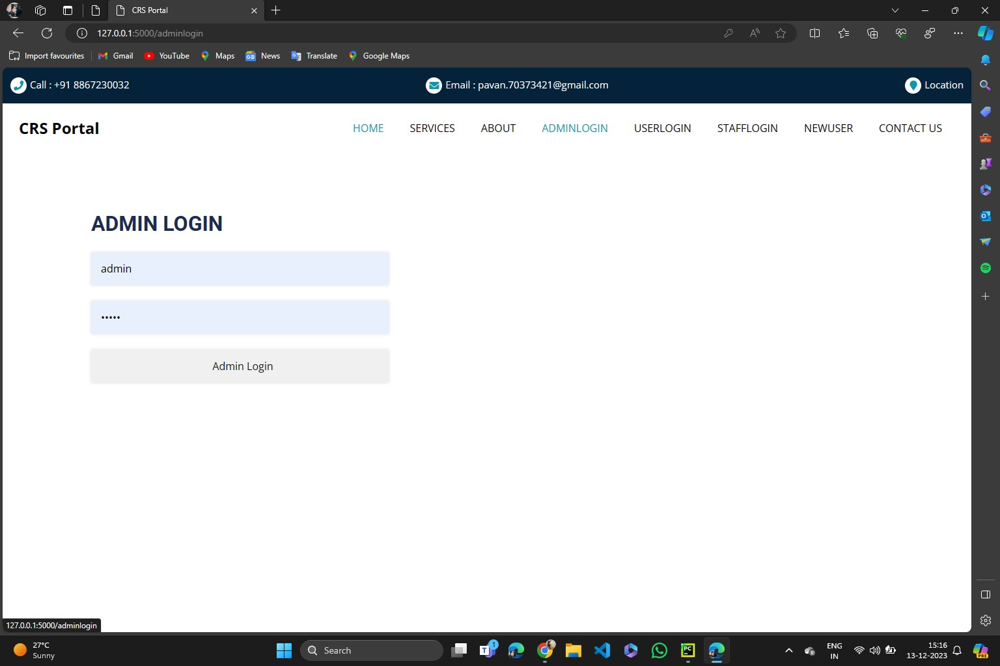 CRS Portal
127.0.0.1:5000/adminlogin
Import favourites Gmail YouTube Maps News Translate Google Maps
Call : +91 8867230032 Email : pavan.70373421@gmail.com Location
CRS Portal HOME SERVICES ABOUT ADMINLOGIN USERLOGIN STAFFLOGIN NEWUSER CONTACT US
ADMIN LOGIN
admin
•••••
Admin Login
127.0.0.1:5000/adminlogin
27°C
Sunny
Search
1
ENG
IN
15:16
13-12-2023